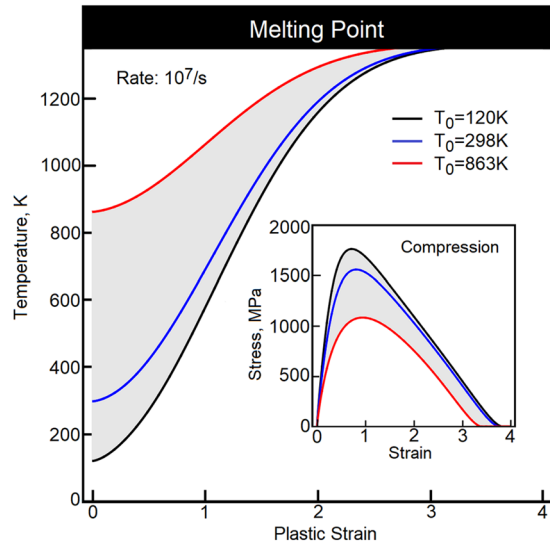 Melting Point
Rate: 10⁷/s
T₀=120K
T₀=298K
T₀=863K
Temperature, K
1200
1000
800
600
400
200
0
0 1 2 3 4
Plastic Strain
Compression
Stress, MPa
2000
1500
1000
500
0
0 1 2 3 4
Strain